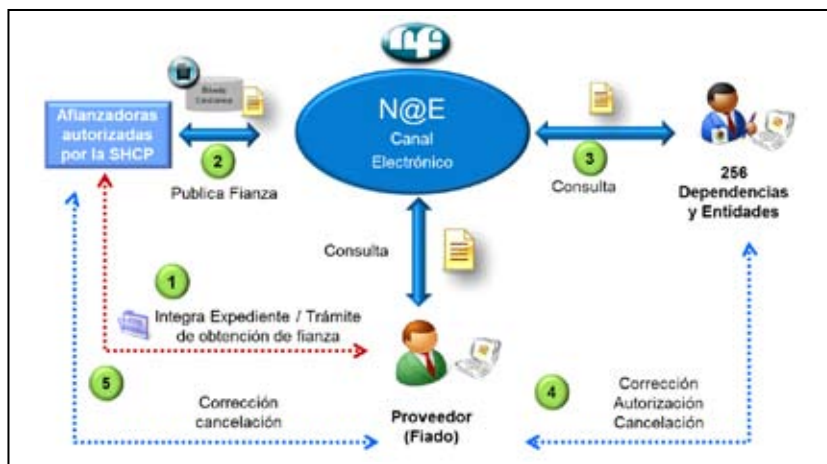 nf
N@E
Canal
Electrónico
Afianzadoras
autorizadas
por la SHCP
2
Publica Fianza
3
Consulta
256
Dependencias
y Entidades
Consulta
1
Integra Expediente / Trámite
de obtención de fianza
5
Corrección
cancelación
Proveedor
(Fiado)
4
Corrección
Autorización
Cancelación